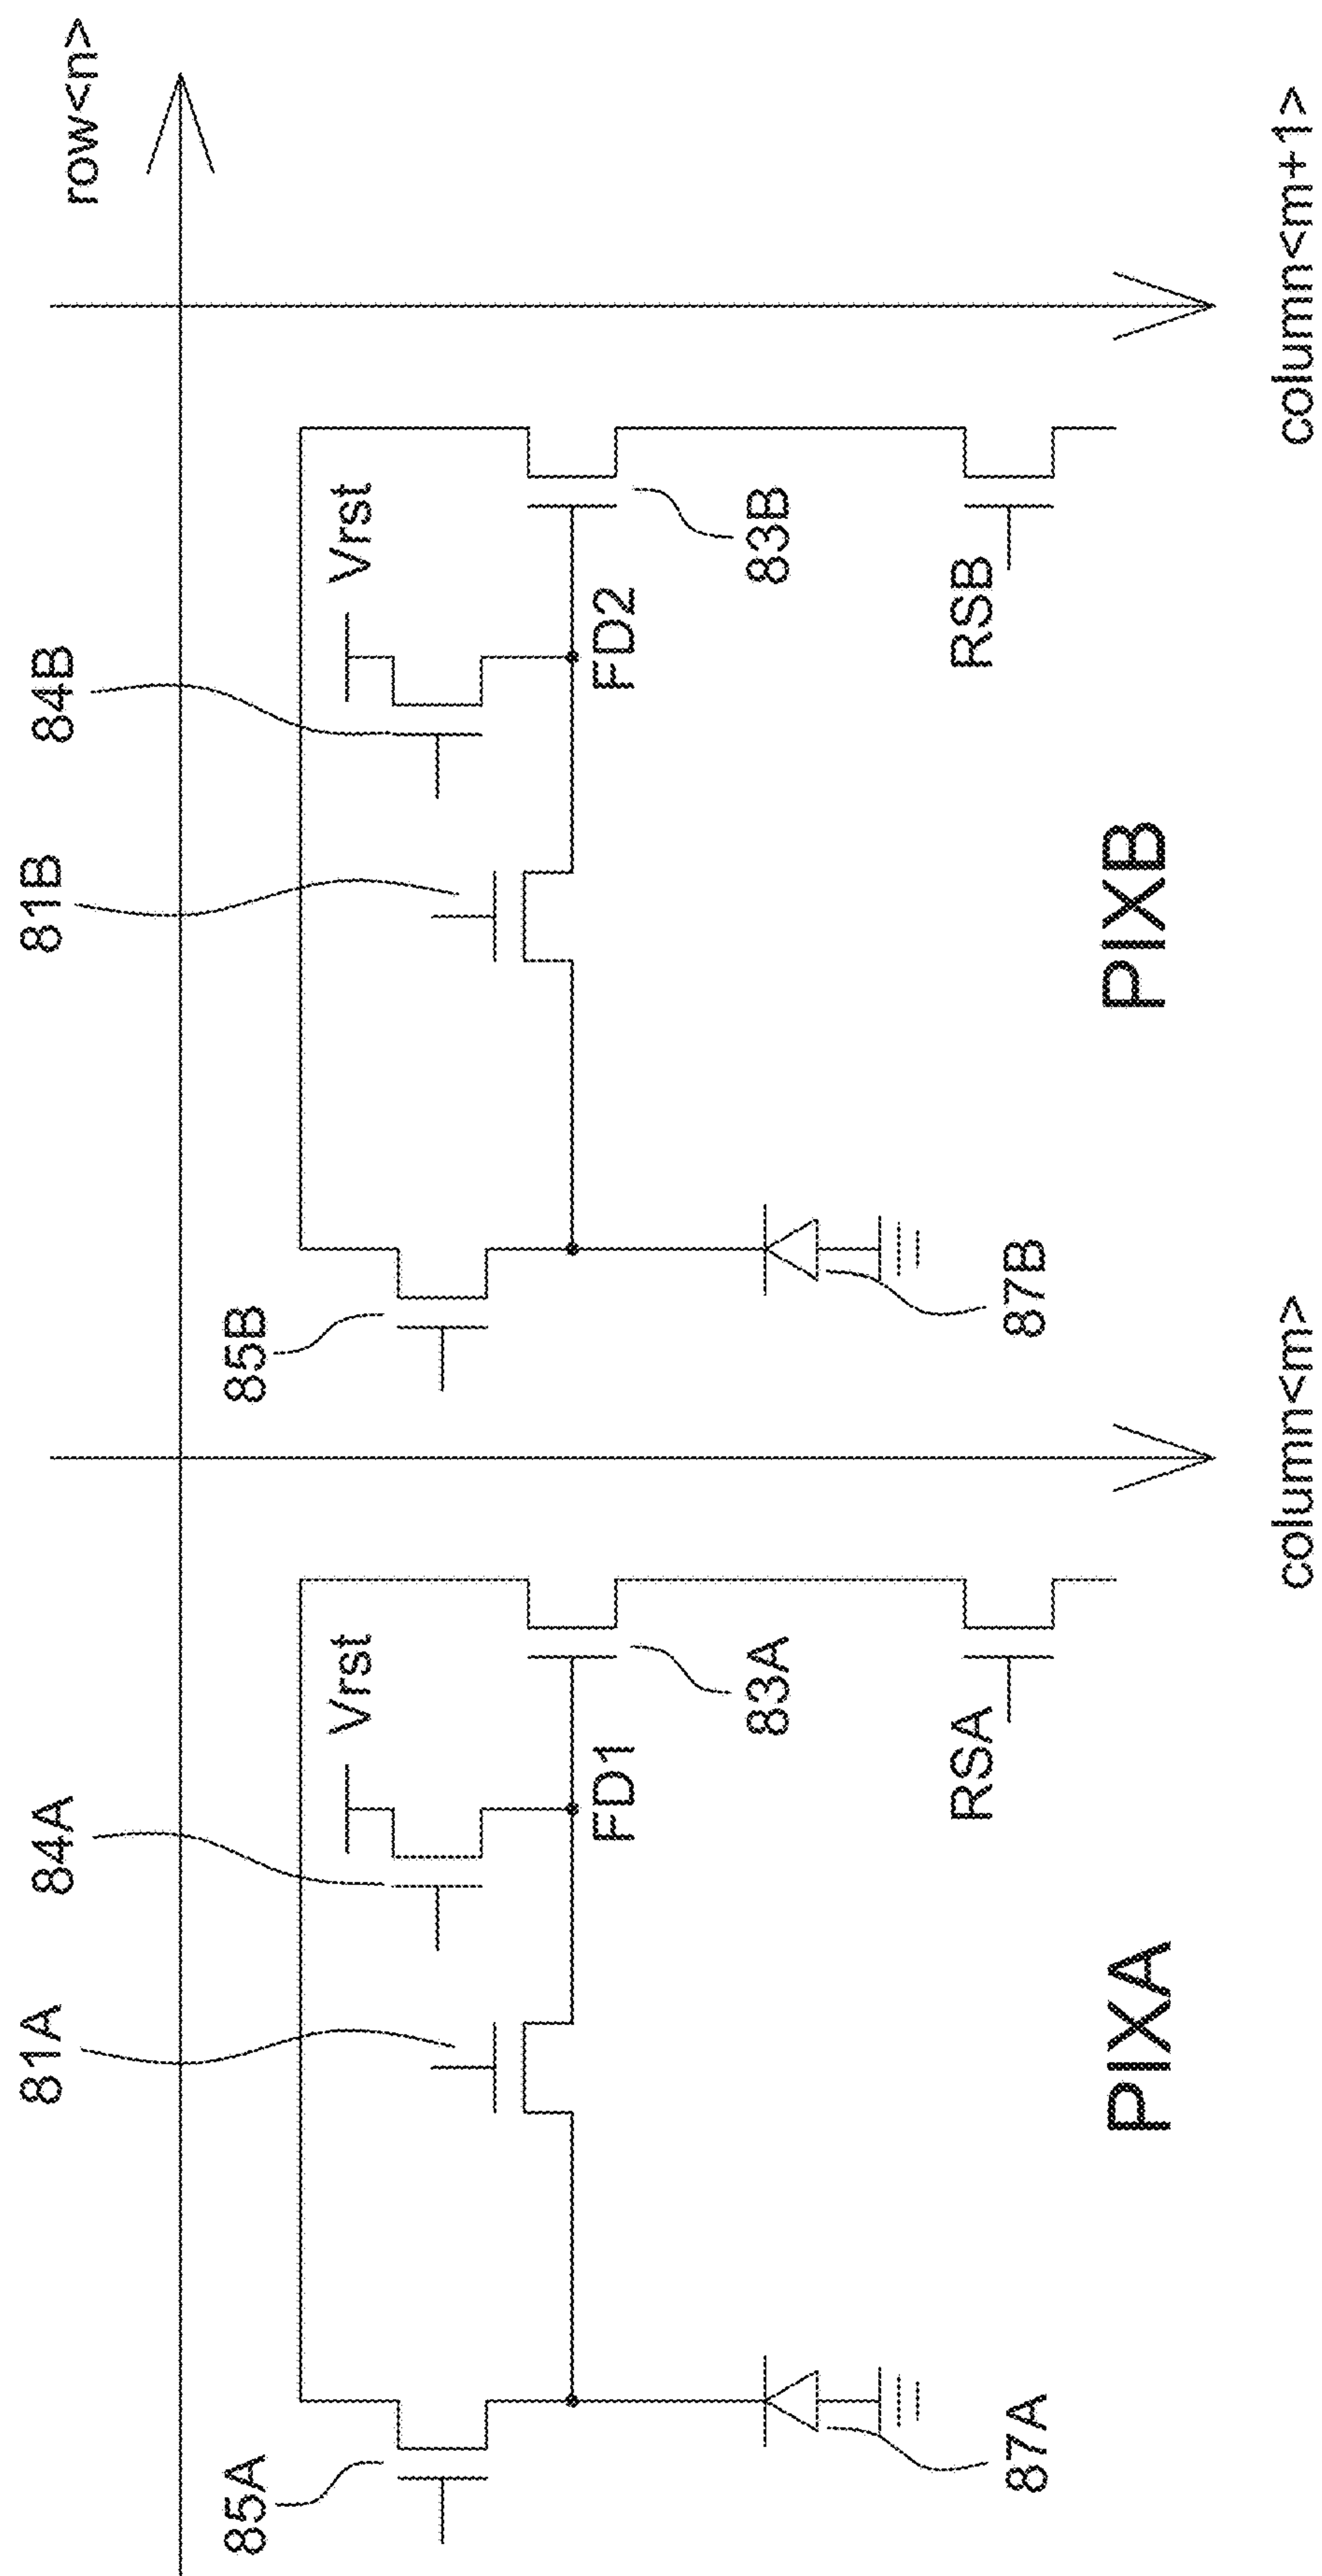 81A
84A
81B
84B
row<n>
85A
85B
Vrst
Vrst
FD1
FD2
83A
83B
RSA
RSB
87A
87B
PIXA
PIXB
column<m>
column<m+1>